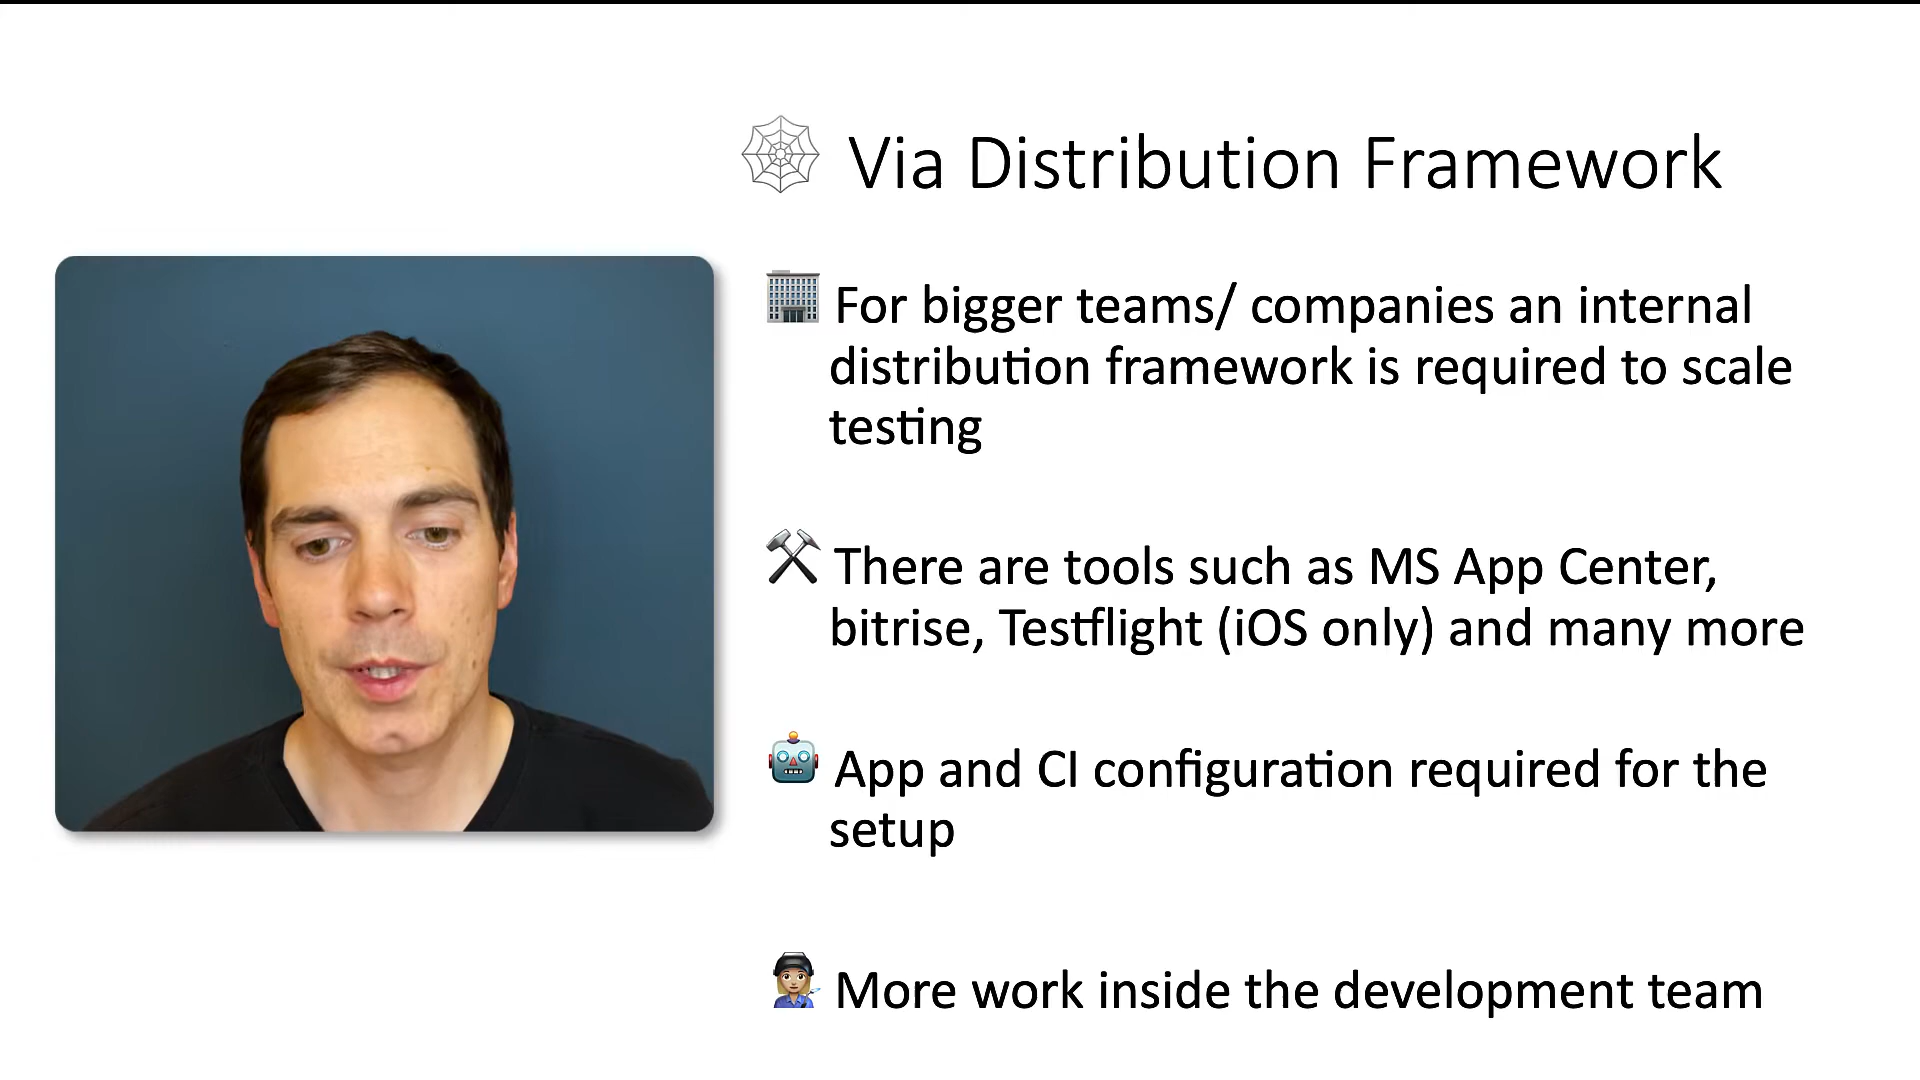 Via Distribution Framework
For bigger teams/ companies an internal
distribution framework is required to scale
testing
There are tools such as MS App Center,
bitrise, Testflight (iOS only) and many more
App and CI configuration required for the
setup
More work inside the development team